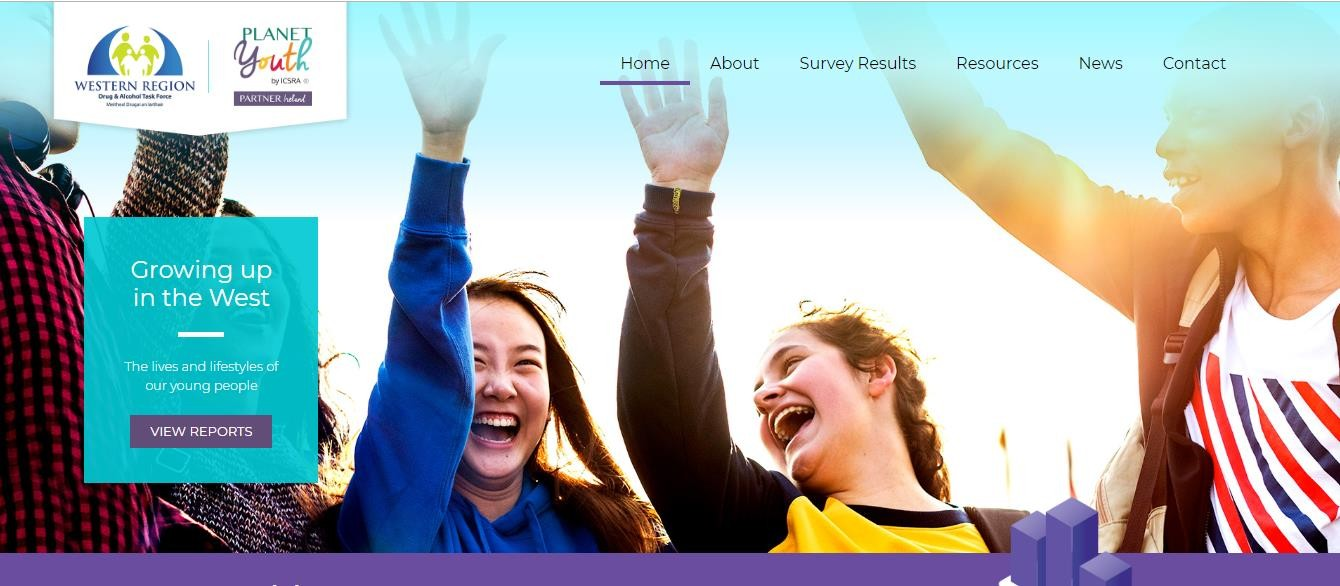 PLANET
Youth
by ICSRA ®
PARTNER Ireland
WESTERN REGION
Drug & Alcohol Task Force
Home
About
Survey Results
Resources
News
Contact
Growing up
in the West
The lives and lifestyles of
our young people
VIEW REPORTS